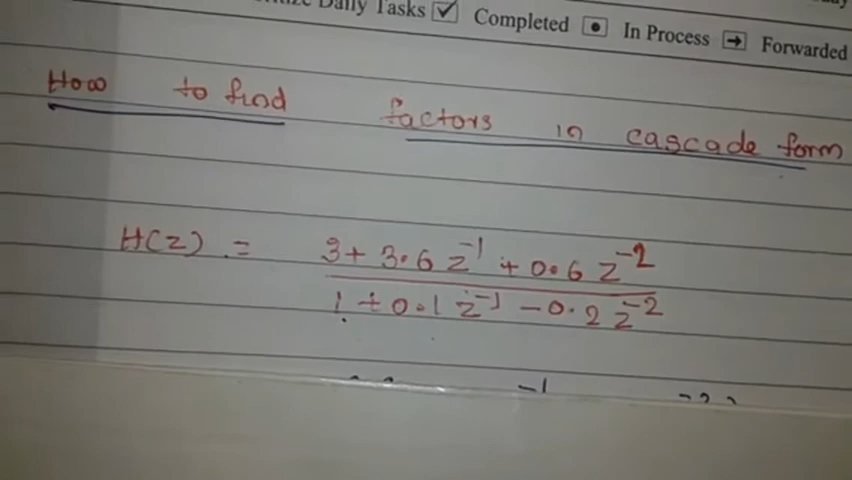 Daily Tasks ☑ Completed ⊡ In Process → Forwarded
How to find factors in cascade form
H(z) = 3 + 3.6 z^-1 + 0.6 z^-2
1 + 0.1 z^-1 - 0.2 z^-2